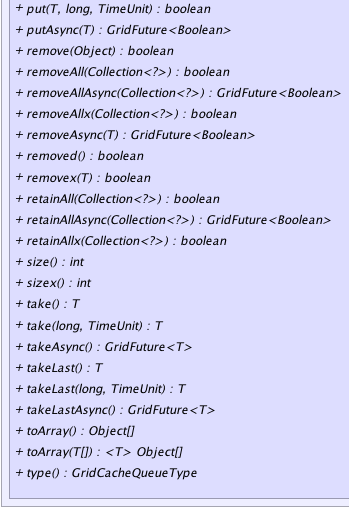 + put(T, long, TimeUnit) : boolean
+ putAsync(T) : GridFuture<Boolean>
+ remove(Object) : boolean
+ removeAll(Collection<?>) : boolean
+ removeAllAsync(Collection<?>) : GridFuture<Boolean>
+ removeAllx(Collection<?>) : boolean
+ removeAsync(T) : GridFuture<Boolean>
+ removed() : boolean
+ removex(T) : boolean
+ retainAll(Collection<?>) : boolean
+ retainAllAsync(Collection<?>) : GridFuture<Boolean>
+ retainAllx(Collection<?>) : boolean
+ size() : int
+ sizex() : int
+ take() : T
+ take(long, TimeUnit) : T
+ takeAsync() : GridFuture<T>
+ takeLast() : T
+ takeLast(long, TimeUnit) : T
+ takeLastAsync() : GridFuture<T>
+ toArray() : Object[]
+ toArray(T[]) : <T> Object[]
+ type() : GridCacheQueueType